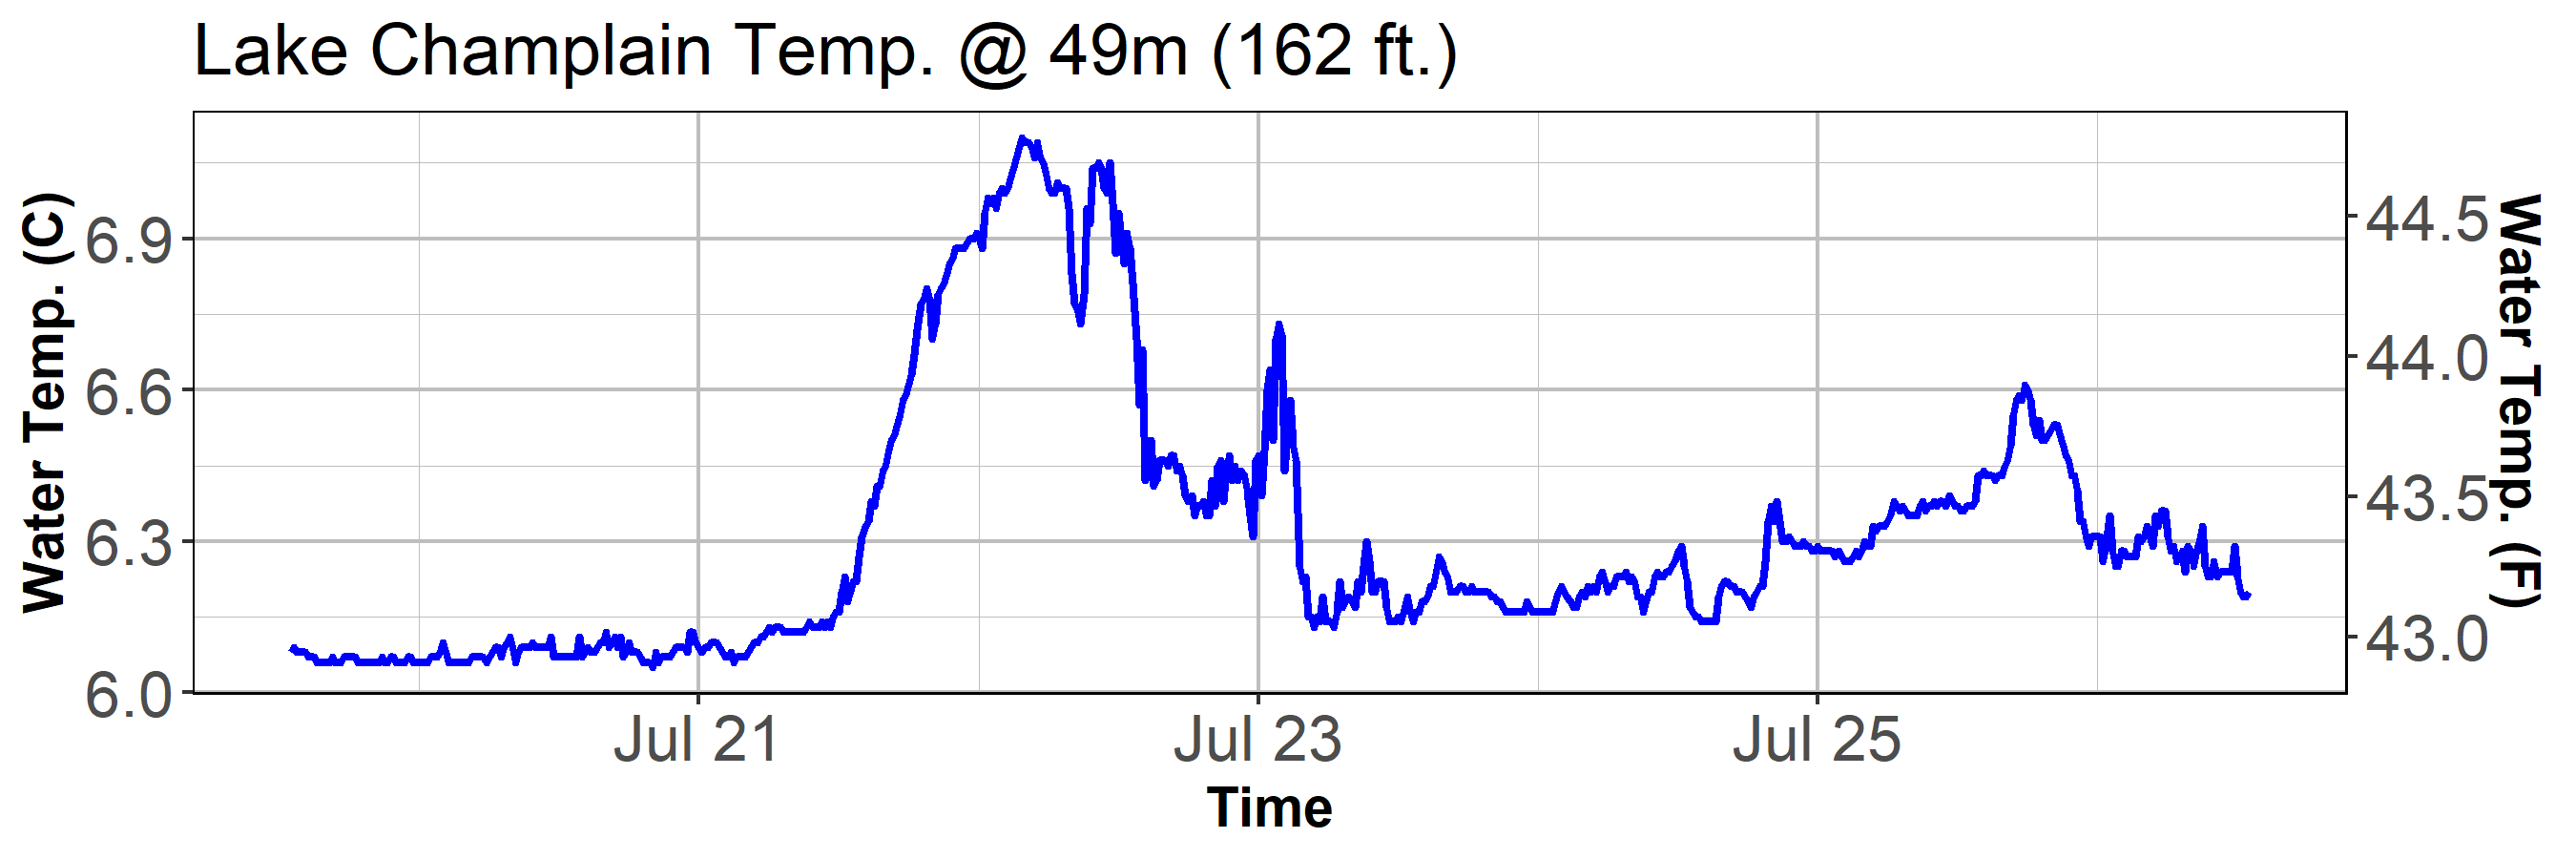 Lake Champlain Temp. @ 49m (162 ft.)
Water Temp. (C)
6.9
6.6
6.3
6.0
44.5
44.0
43.5
43.0
Water Temp. (F)
Jul 21
Jul 23
Jul 25
Time